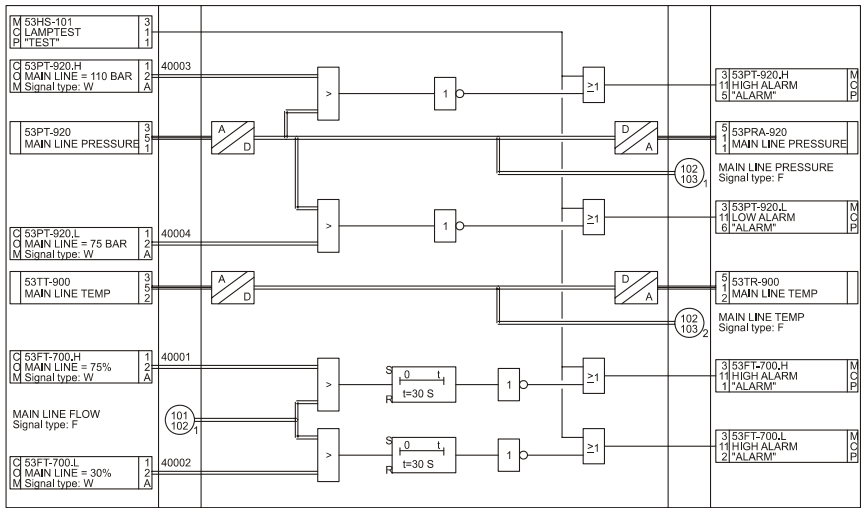 M 53HS-101 3
C LAMPTEST 1
P "TEST" 1
C 53PT-920.H 1 40003
O MAIN LINE = 110 BAR 2
M Signal type: W A
> 1 ≥1
3 53PT-920.H M
11 HIGH ALARM C
5 "ALARM" P
53PT-920 3
5
MAIN LINE PRESSURE 1
A
D
D
A
5 53PRA-920
1
1 MAIN LINE PRESSURE
102
103 1
MAIN LINE PRESSURE
Signal type: F
> 1 ≥1
3 53PT-920.L M
11 LOW ALARM C
6 "ALARM" P
C 53PT-920.L 1 40004
O MAIN LINE = 75 BAR 2
M Signal type: W A
53TT-900 3
5
MAIN LINE TEMP 2
A
D
D
A
5 53TR-900
1
2 MAIN LINE TEMP
102
103 2
MAIN LINE TEMP
Signal type: F
C 53FT-700.H 1 40001
O MAIN LINE = 75% 2
M Signal type: W A
> S 0 t
R t=30 S
1 ≥1
3 53FT-700.H M
11 HIGH ALARM C
1 "ALARM" P
MAIN LINE FLOW
Signal type: F
101
102 1
> S 0 t
R t=30 S
1 ≥1
3 53FT-700.L M
11 HIGH ALARM C
2 "ALARM" P
C 53FT-700.L 1 40002
O MAIN LINE = 30% 2
M Signal type: W A